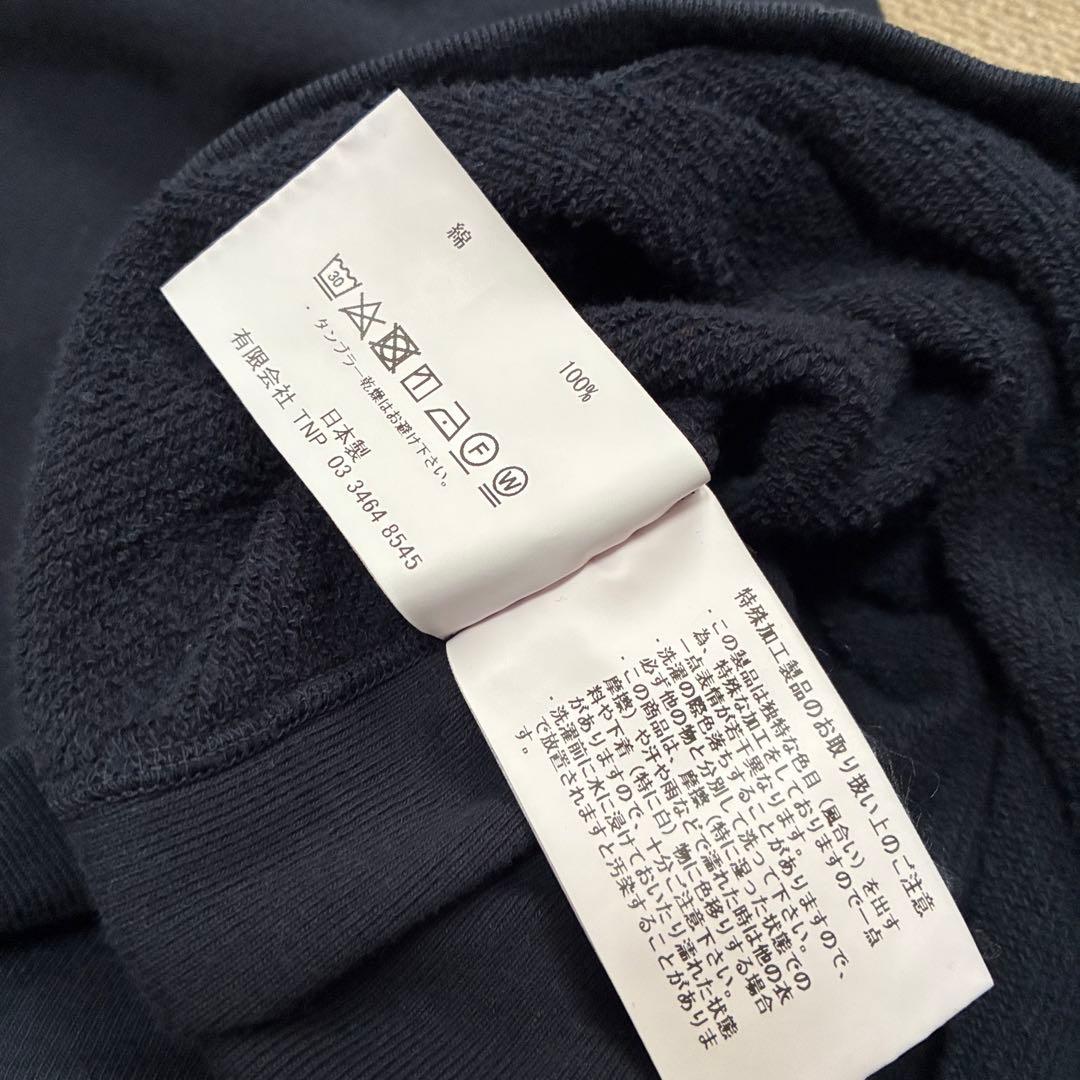 綿 100%
30
F W
・タンブラー乾燥はお避け下さい。
日本製
有限会社 TNP 03 3464 8545
特殊加工製品のお取り扱い上のご注意
・この製品は独特な色目（風合い）を出す
為、特殊な加工をしておりますので一点
一点表情が若干異なります。
・洗濯の際色落ちすることがありますので、
必ず他の物と分別して洗って下さい。
・この商品は、摩擦（特に湿った状態での
摩擦）や汗や雨などで濡れた時は他の衣
料や下着（特に白）物に色移りする場合
がありますので、十分ご注意下さい。
・洗濯前に水に浸けておいたり濡れた状態
で放置されますと汚染することがありま
す。